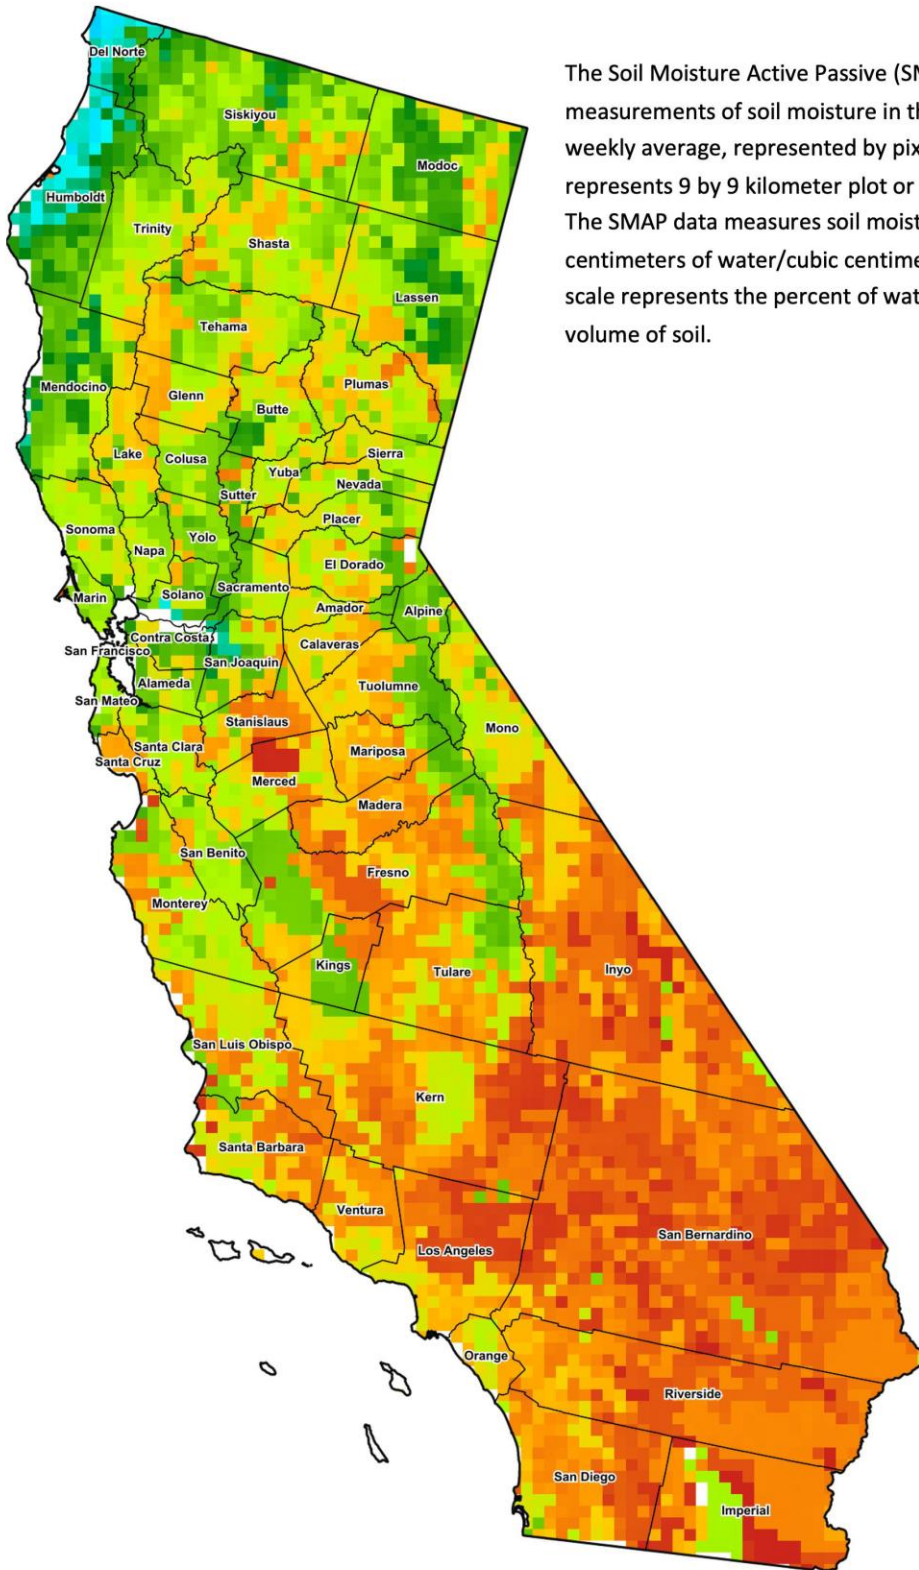 The Soil Moisture Active Passive (SM
measurements of soil moisture in th
weekly average, represented by pix
represents 9 by 9 kilometer plot or
The SMAP data measures soil moist
centimeters of water/cubic centime
scale represents the percent of wat
volume of soil.
Del Norte
Siskiyou
Modoc
Humboldt
Trinity
Shasta
Lassen
Tehama
Mendocino
Glenn
Plumas
Butte
Lake
Colusa
Sierra
Yuba
Nevada
Sutter
Placer
Sonoma
Yolo
Napa
El Dorado
Sacramento
Solano
Marin
Amador
Alpine
Contra Costa
Calaveras
San Francisco
San Joaquin
Alameda
Tuolumne
San Mateo
Stanislaus
Mono
Santa Clara
Mariposa
Santa Cruz
Merced
Madera
San Benito
Fresno
Monterey
Kings
Tulare
Inyo
San Luis Obispo
Kern
Santa Barbara
Ventura
San Bernardino
Los Angeles
Orange
Riverside
San Diego
Imperial